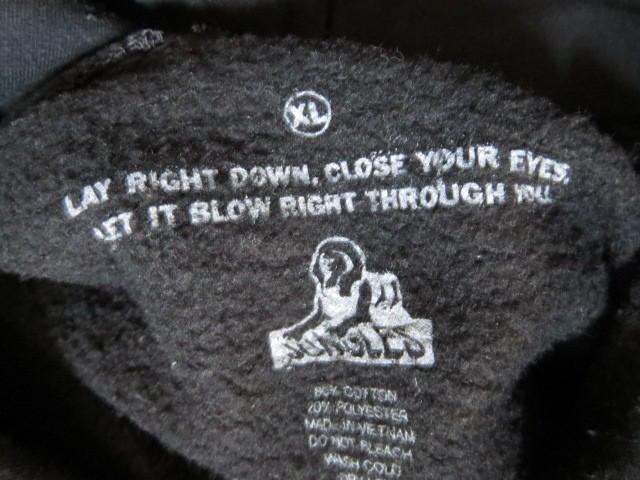 XL
LAY RIGHT DOWN. CLOSE YOUR EYES.
LET IT BLOW RIGHT THROUGH YOU.
80% COTTON
20% POLYESTER
MADE IN VIETNAM
DO NOT BLEACH
WASH COLD